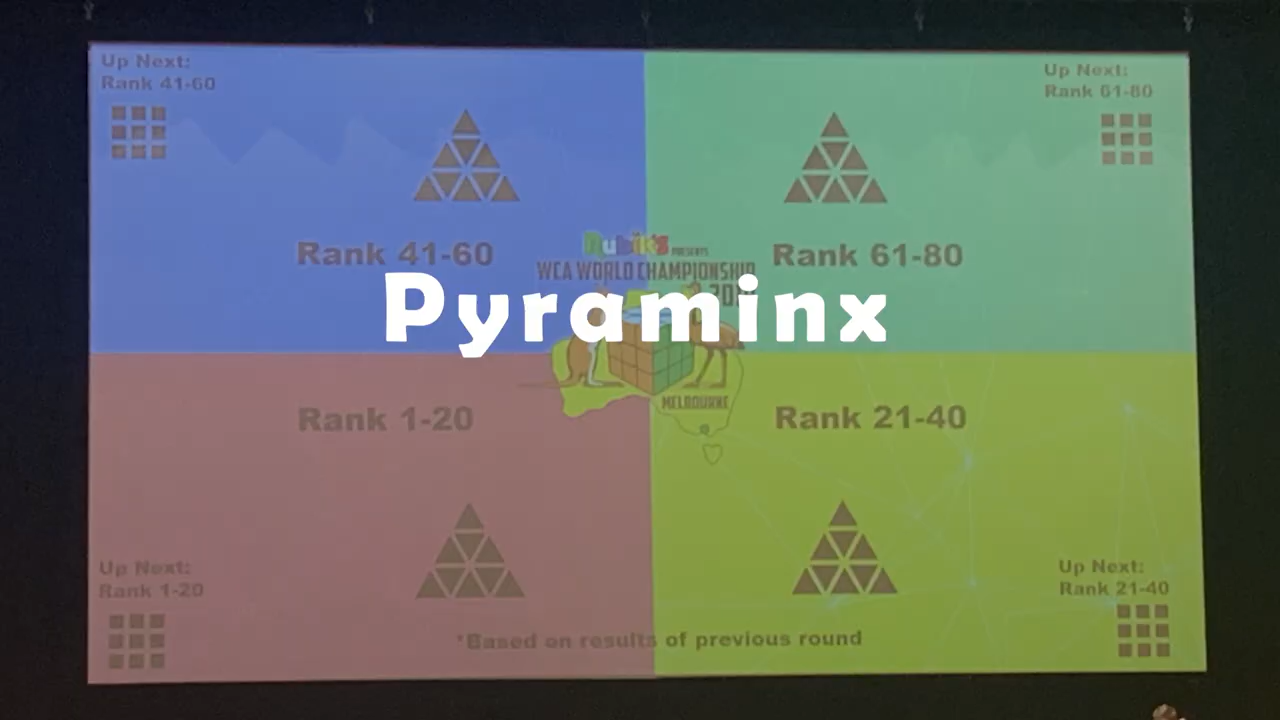 Up Next:
Rank 41-60
Up Next:
Rank 61-80
Rank 41-60
Rank 61-80
Rubik's PRESENTS
WCA WORLD CHAMPIONSHIP
Pyraminx
MELBOURNE
Rank 1-20
Rank 21-40
Up Next:
Rank 1-20
Up Next:
Rank 21-40
*Based on results of previous round